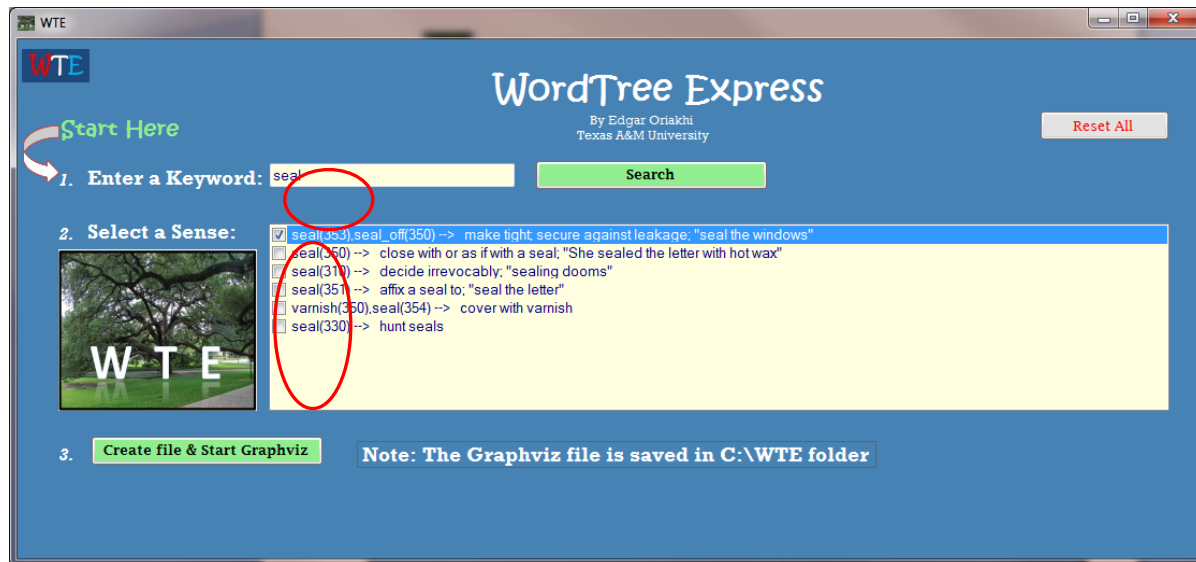 WTE
WTE
WordTree Express
By Edgar Oriakhi
Texas A&M University
Start Here
Reset All
1. Enter a Keyword: seal Search
2. Select a Sense:
seal(353),seal_off(350) --> make tight; secure against leakage; "seal the windows"
seal(350) --> close with or as if with a seal; "She sealed the letter with hot wax"
seal(310) --> decide irrevocably; "sealing dooms"
seal(351) --> affix a seal to; "seal the letter"
varnish(350),seal(354) --> cover with varnish
seal(330) --> hunt seals
W T E
3. Create file & Start Graphviz Note: The Graphviz file is saved in C:\WTE folder